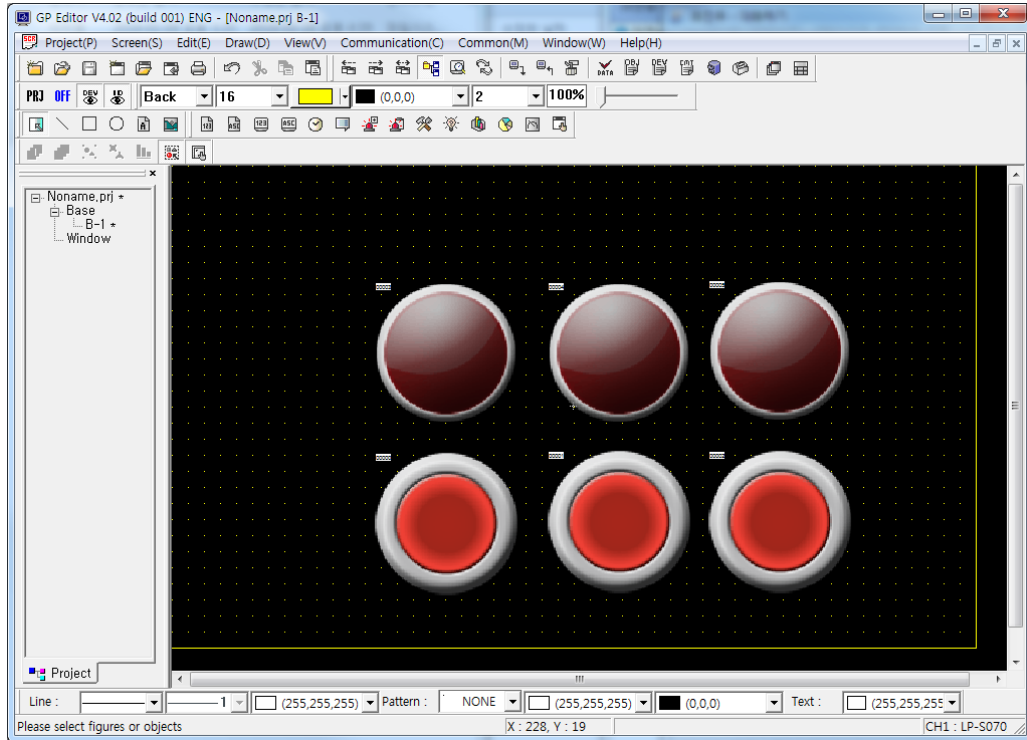 GP Editor V4.02 (build 001) ENG - [Noname.prj B-1]
Project(P) Screen(S) Edit(E) Draw(D) View(V) Communication(C) Common(M) Window(W) Help(H)
PRJ OFF DEV ID Back 16 (0,0,0) 2 100%
Noname.prj *
Base
B-1 *
Window
Project
Line : 1 (255,255,255) Pattern : NONE (255,255,255) (0,0,0) Text : (255,255,255
Please select figures or objects X : 228, Y : 19 CH1 : LP-S070